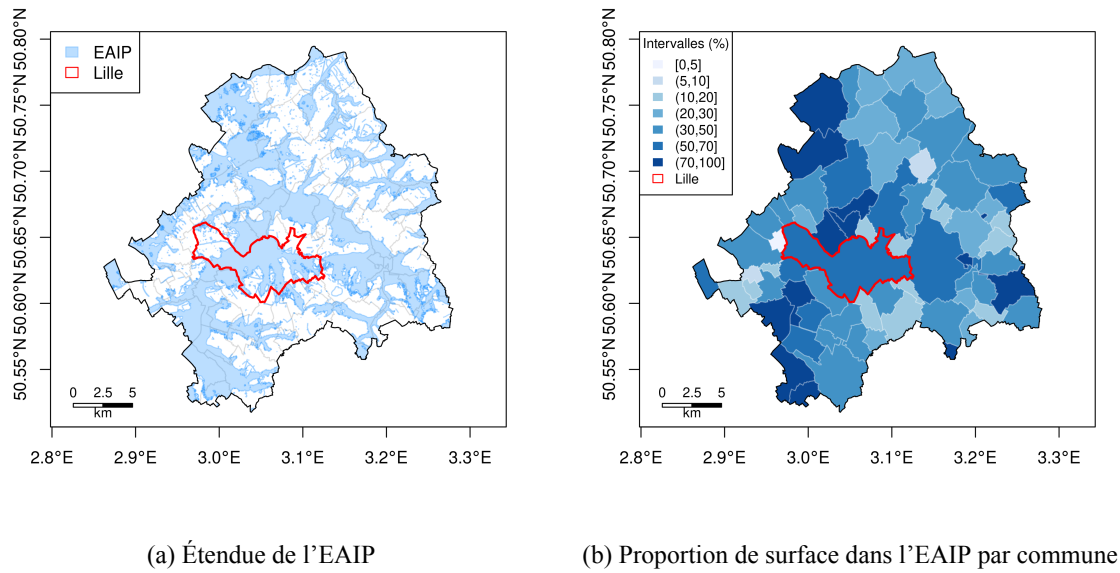 50.55°N 50.60°N 50.65°N 50.70°N 50.75°N 50.80°N
EAIP
Lille
0 2.5 5
km
2.8°E 2.9°E 3.0°E 3.1°E 3.2°E 3.3°E
(a) Étendue de l'EAIP
50.55°N 50.60°N 50.65°N 50.70°N 50.75°N 50.80°N
Intervalles (%)
[0,5]
(5,10]
(10,20]
(20,30]
(30,50]
(50,70]
(70,100]
Lille
0 2.5 5
km
2.8°E 2.9°E 3.0°E 3.1°E 3.2°E 3.3°E
(b) Proportion de surface dans l'EAIP par commune